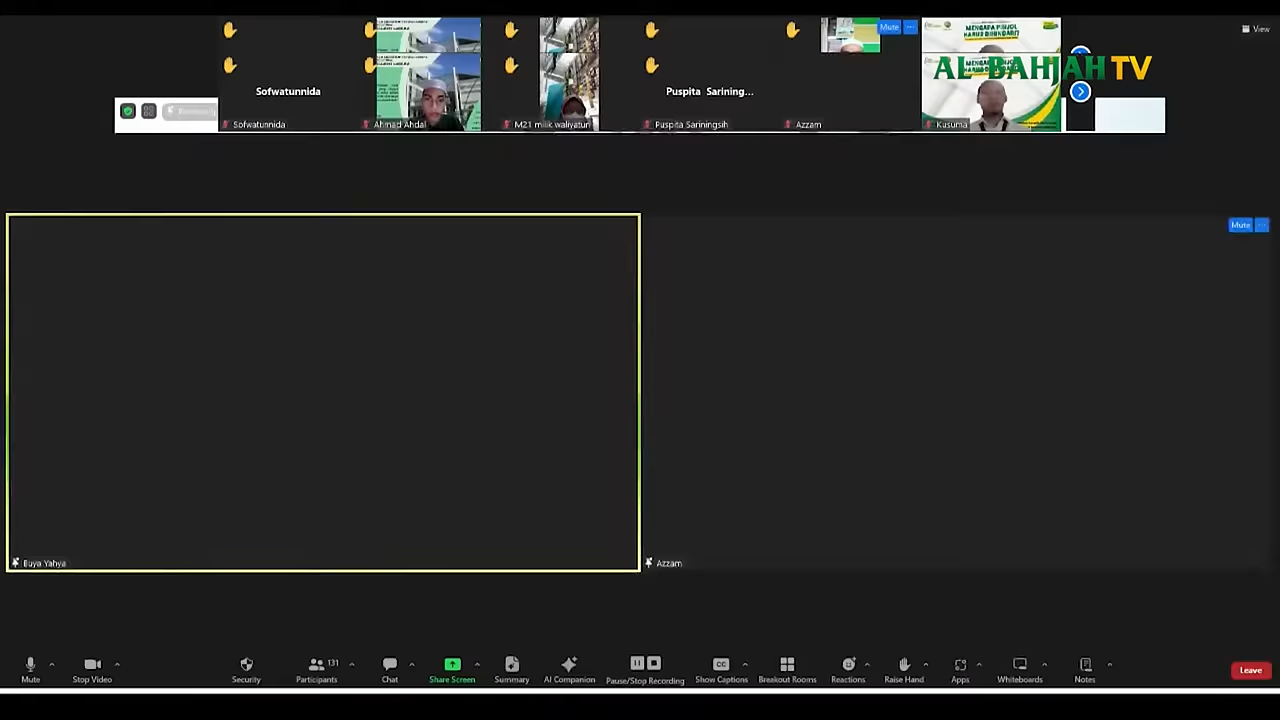 Mute
View
MENGAPA PINJOL
HARUS DIHINDARI?
AL-BAHJAH TV
Sofwatunnida
Puspita Sarining...
Sofwatunnida
Ahmad Ahdal
M21 milik waliyatun
Puspita Sariningsih
Azzam
Kusuma
Mute
Buya Yahya
Azzam
Mute
Stop Video
Security
Participants
131
Chat
Share Screen
Summary
AI Companion
Pause/Stop Recording
CC
Show Captions
Breakout Rooms
Reactions
Raise Hand
Apps
Whiteboards
Notes
Leave